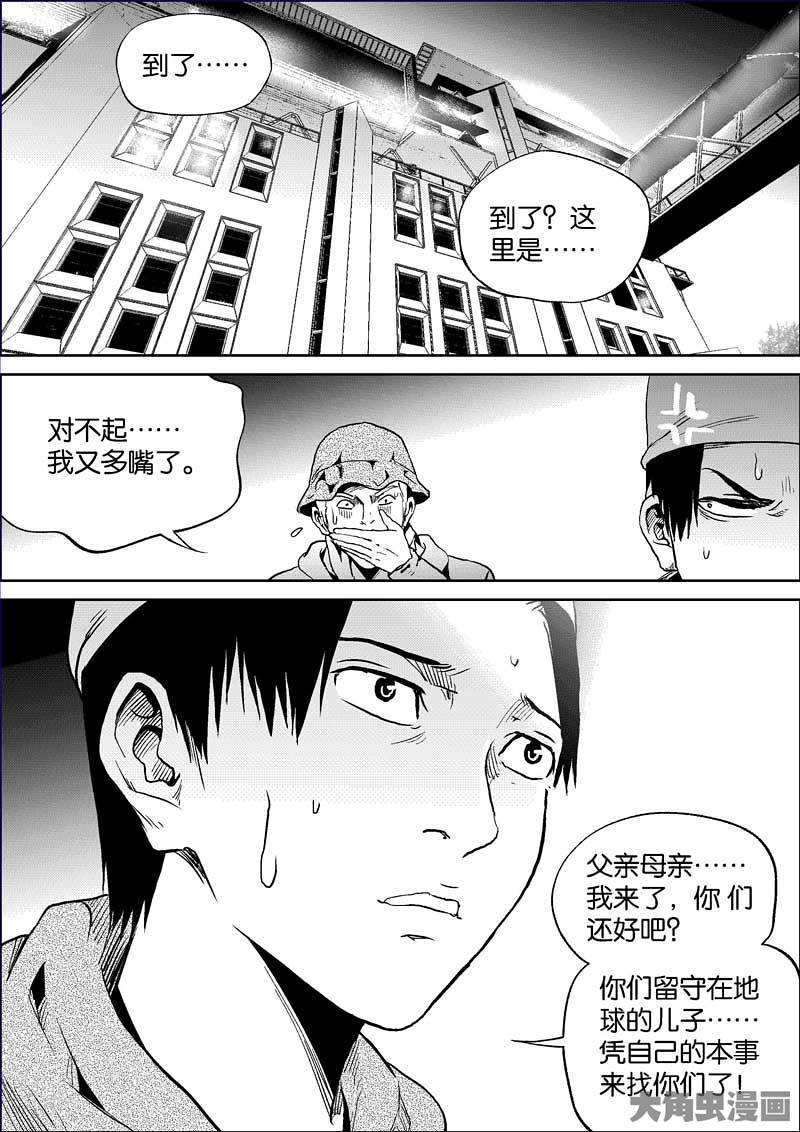 到了……
到了？这
里是……
对不起……
我又多嘴了。
父亲母亲……
我来了，你们
还好吧？
你们留守在地
球的儿子……
凭自己的本事
来找你们了！
大角虫漫画